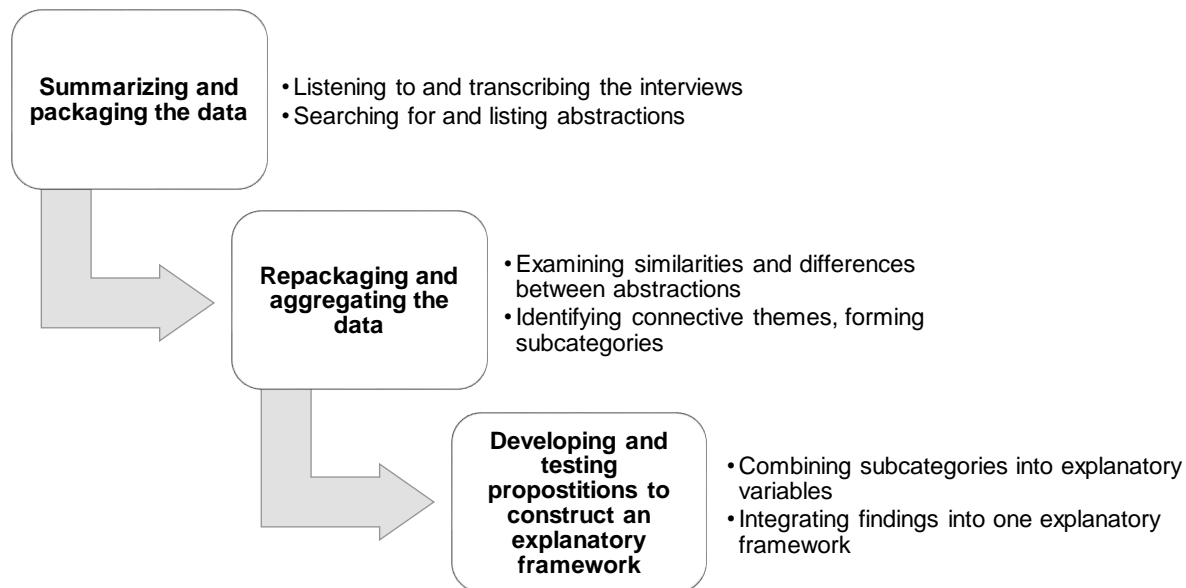 Summarizing and
packaging the data
•Listening to and transcribing the interviews
•Searching for and listing abstractions
Repackaging and
aggregating the
data
•Examining similarities and differences
between abstractions
•Identifying connective themes, forming
subcategories
Developing and
testing
propostitions to
construct an
explanatory
framework
•Combining subcategories into explanatory
variables
•Integrating findings into one explanatory
framework